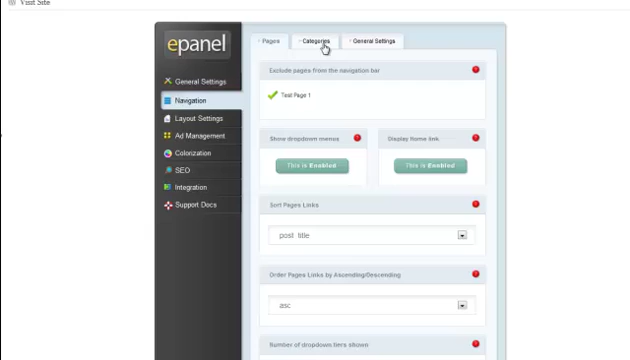 Visit Site
epanel
Pages
Categories
General Settings
General Settings
Navigation
Layout Settings
Ad Management
Colorization
SEO
Integration
Support Docs
Exclude pages from the navigation bar
Test Page 1
Show dropdown menus
Display Home link
This is Enabled
This is Enabled
Sort Pages Links
post_title
Order Pages Links by Ascending/Descending
asc
Number of dropdown tiers shown